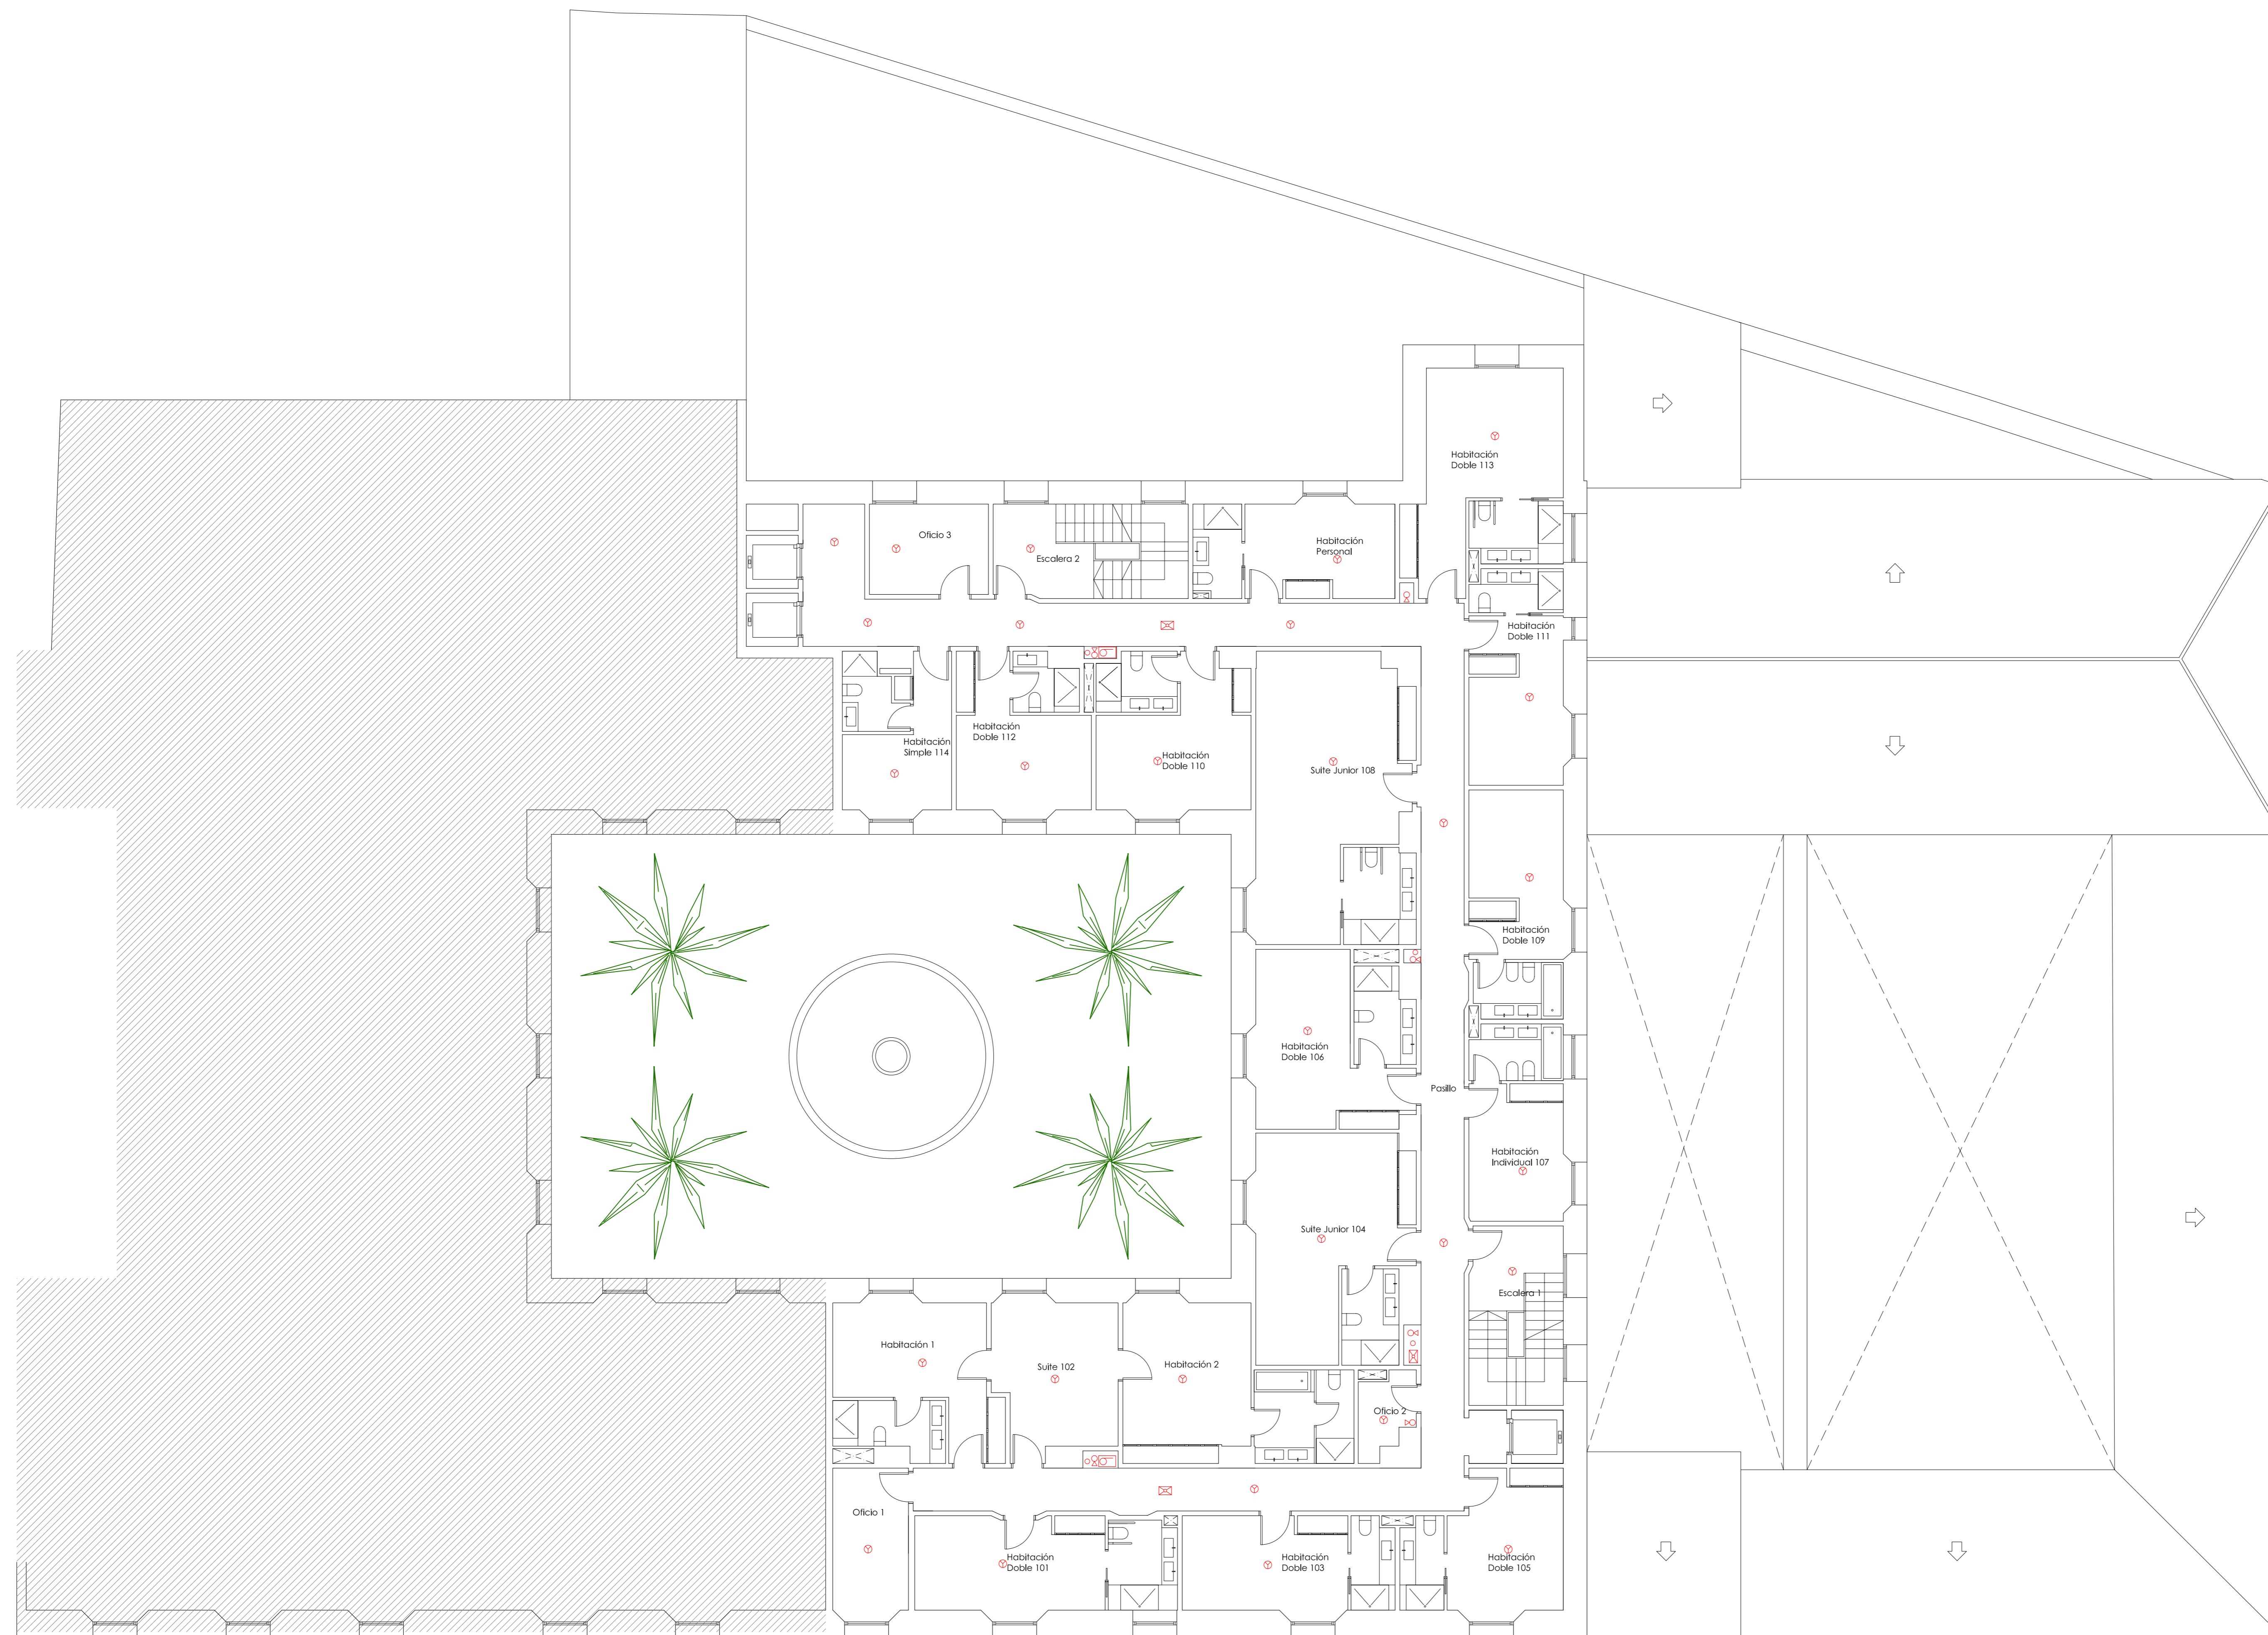 Habitación
Doble 113
Oficio 3
Escalera 2
Habitación
Personal
Habitación
Doble 111
Habitación
Simple 114
Habitación
Doble 112
Habitación
Doble 110
Suite Junior 108
Habitación
Doble 109
Habitación
Doble 106
Pasillo
Habitación
Individual 107
Suite Junior 104
Escalera 1
Habitación 1
Suite 102
Habitación 2
Oficio 2
Oficio 1
Habitación
Doble 101
Habitación
Doble 103
Habitación
Doble 105